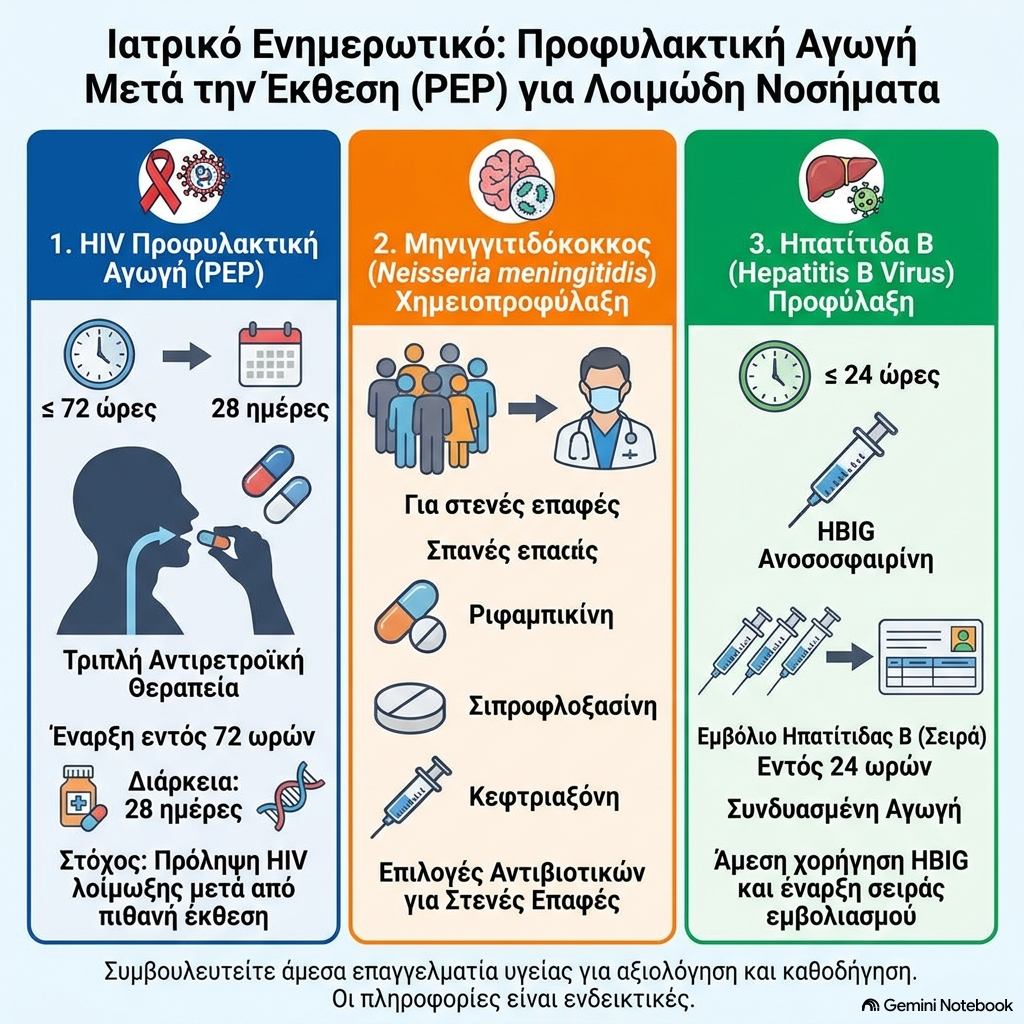 Ιατρικό Ενημερωτικό: Προφυλακτική Αγωγή
Μετά την Έκθεση (PEP) για Λοιμώδη Νοσήματα
1. HIV Προφυλακτική
Αγωγή (PEP)
≤ 72 ώρες
28 ημέρες
Τριπλή Αντιρετροϊκή
Θεραπεία
Έναρξη εντός 72 ωρών
Διάρκεια:
28 ημέρες
Στόχος: Πρόληψη HIV
λοίμωξης μετά από
πιθανή έκθεση
2. Μηνιγγιτιδόκοκκος
(Neisseria meningitidis)
Χημειοπροφύλαξη
Για στενές επαφές
Σπανές
Ριφαμπικίνη
Σιπροφλοξασίνη
Κεφτριαξόνη
Επιλογές Αντιβιοτικών
για Στενές Επαφές
3. Ηπατίτιδα Β
(Hepatitis B Virus)
Προφύλαξη
≤ 24 ώρες
HBIG
Ανοσοσφαιρίνη
Εμβόλιο Ηπατίτιδας Β (Σειρά)
Εντός 24 ωρών
Συνδυασμένη Αγωγή
Άμεση χορήγηση HBIG
και έναρξη σειράς
εμβολιασμού
Συμβουλευτείτε άμεσα επαγγελματία υγείας για αξιολόγηση και καθοδήγηση.
Οι πληροφορίες είναι ενδεικτικές.
Gemini Notebook